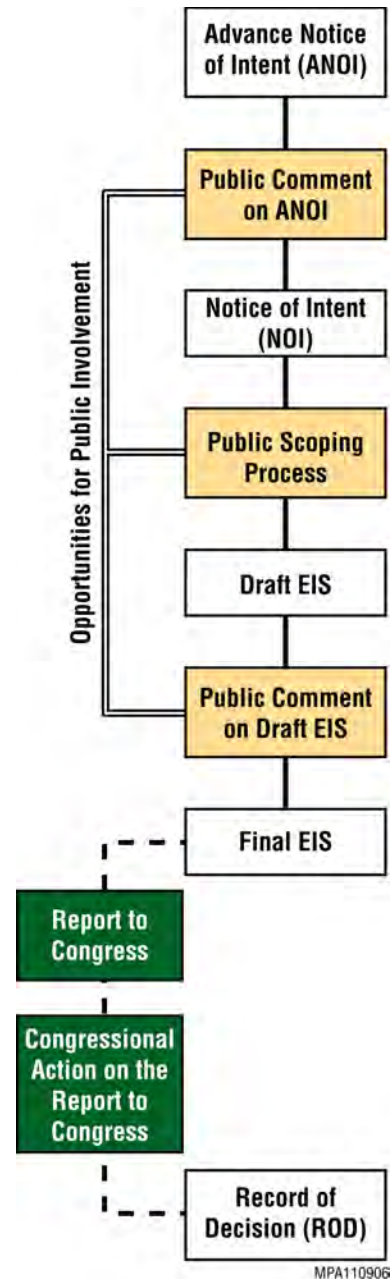 Advance Notice
of Intent (ANOI)
Public Comment
on ANOI
Opportunities for Public Involvement
Notice of Intent
(NOI)
Public Scoping
Process
Draft EIS
Public Comment
on Draft EIS
Final EIS
Report to
Congress
Congressional
Action on the
Report to
Congress
Record of
Decision (ROD)
MPA110906